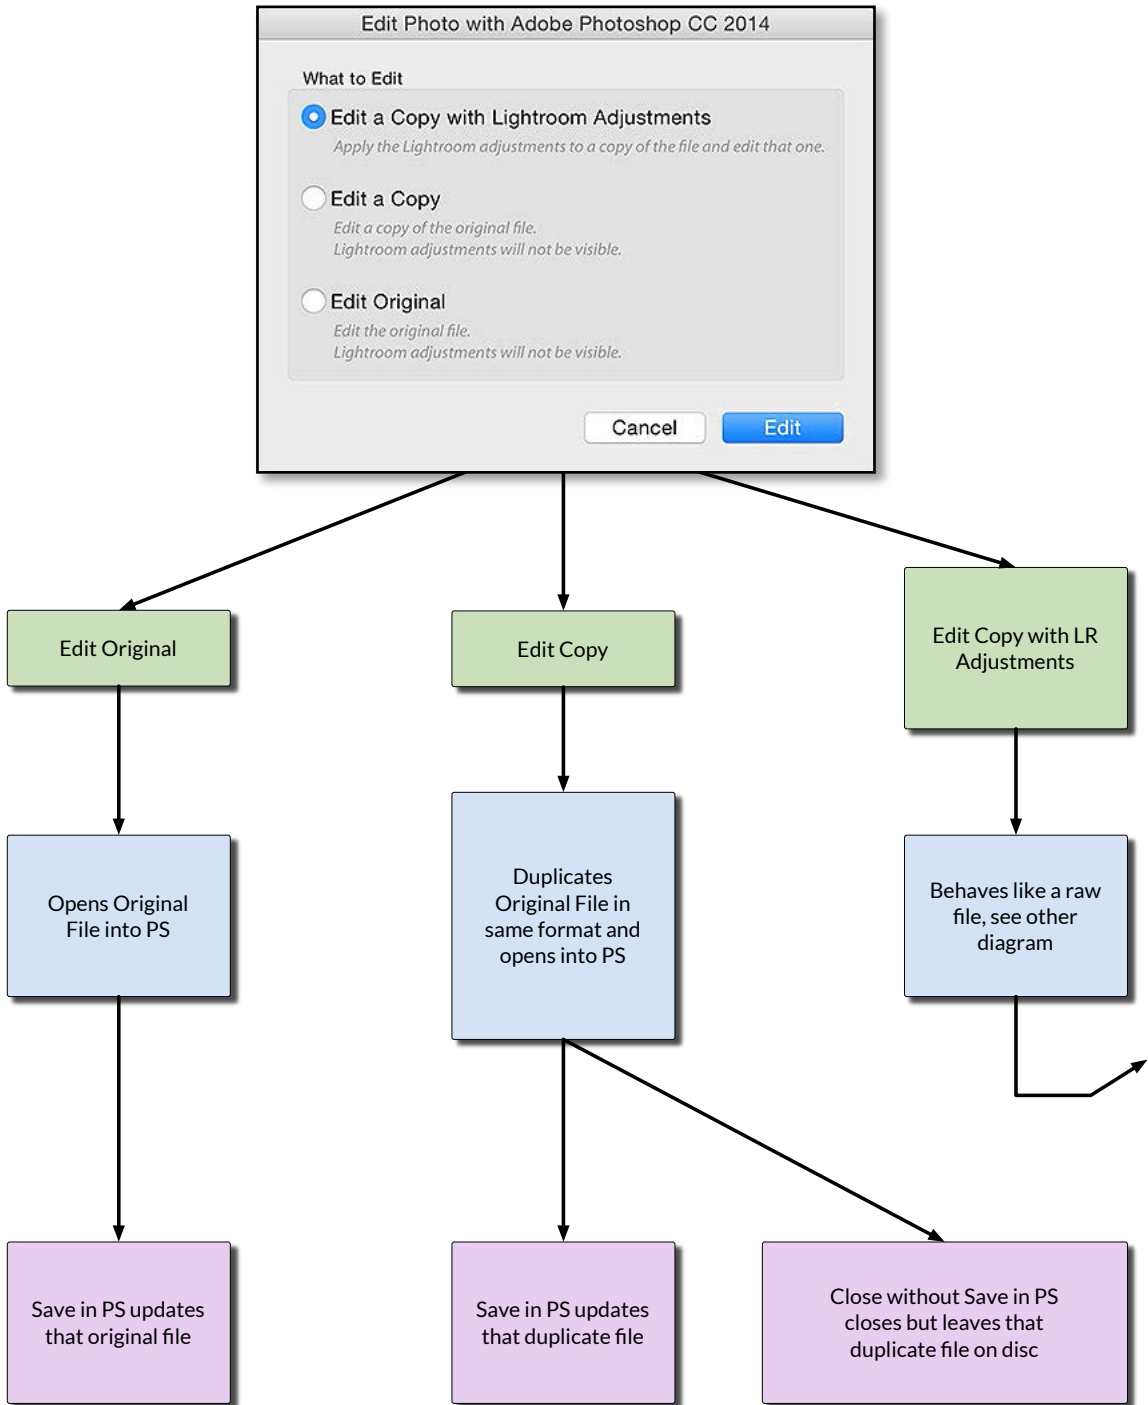 Edit Photo with Adobe Photoshop CC 2014
What to Edit
Edit a Copy with Lightroom Adjustments
Apply the Lightroom adjustments to a copy of the file and edit that one.
Edit a Copy
Edit a copy of the original file.
Lightroom adjustments will not be visible.
Edit Original
Edit the original file.
Lightroom adjustments will not be visible.
Cancel
Edit
Edit Original
Edit Copy
Edit Copy with LR
Adjustments
Opens Original
File into PS
Duplicates
Original File in
same format and
opens into PS
Behaves like a raw
file, see other
diagram
Save in PS updates
that original file
Save in PS updates
that duplicate file
Close without Save in PS
closes but leaves that
duplicate file on disc